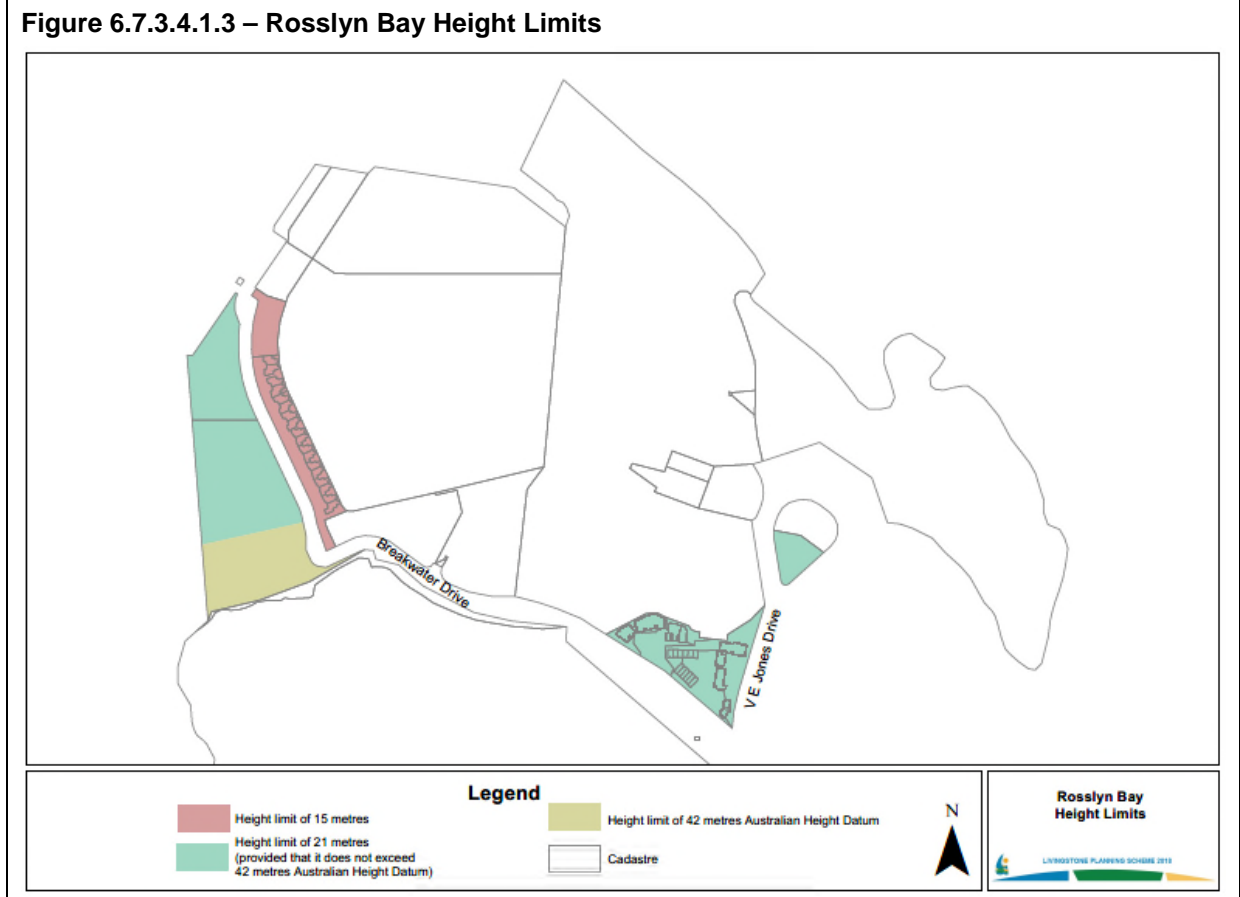 Figure 6.7.3.4.1.3 – Rosslyn Bay Height Limits
Breakwater Drive
V E Jones Drive
Legend
Height limit of 15 metres
Height limit of 21 metres
(provided that it does not exceed
42 metres Australian Height Datum)
Height limit of 42 metres Australian Height Datum
Cadastre
N
Rosslyn Bay
Height Limits
LIVINGSTONE PLANNING SCHEME 2018